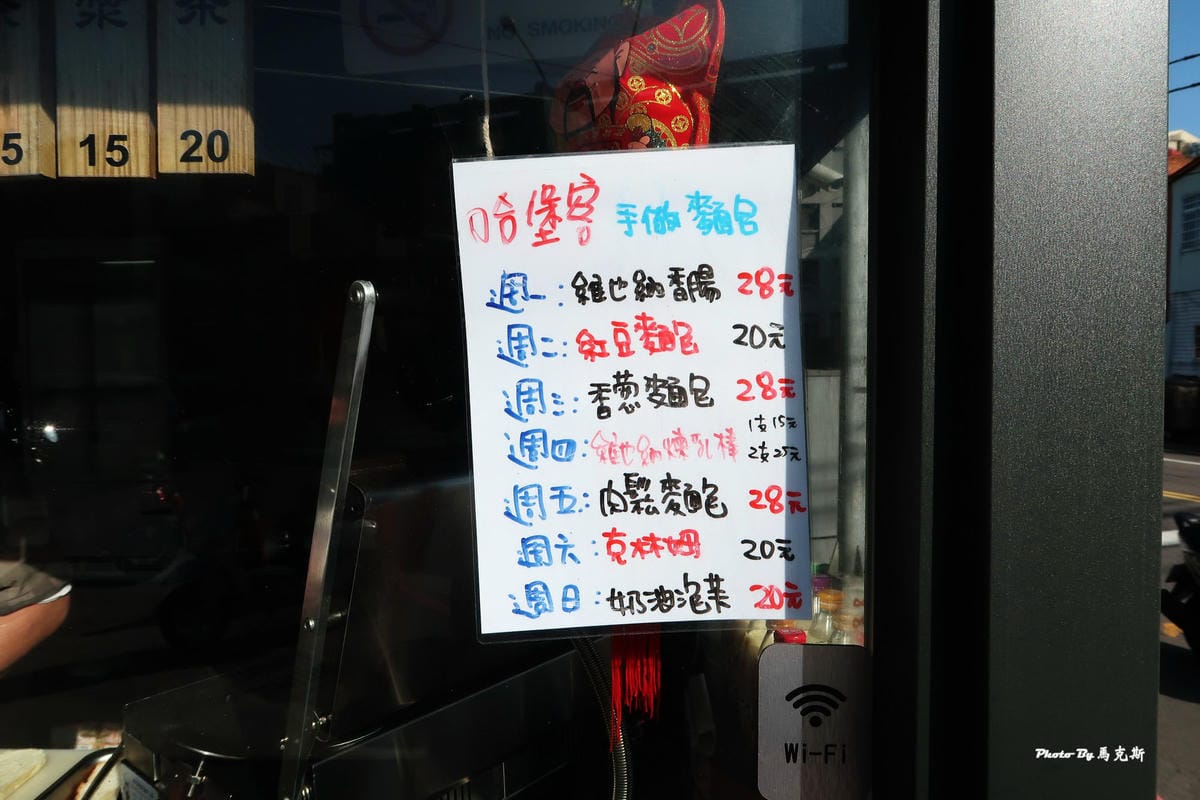 NO SMOKING
5
15
茶
20
哈堡客 手做麵包
週一：維也納香腸 28元
週二：紅豆麵包 20元
週三：香蔥麵包 28元
週四：維也納煉乳棒 1支15元
2支25元
週五：肉鬆麵包 28元
週六：克林姆 20元
週日：奶油泡芙 20元
Wi-Fi
Photo By 馬克斯